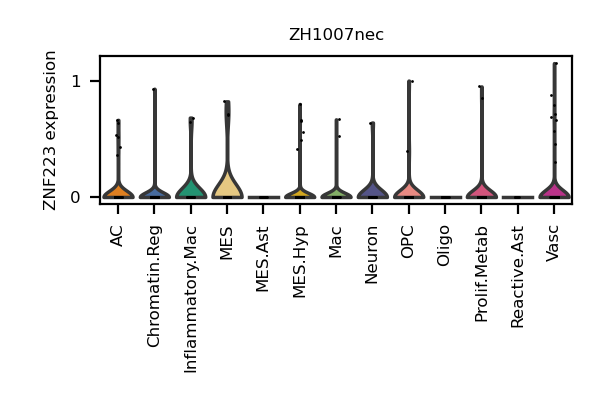 ZH1007nec
ZNF223 expression
1
0
AC
Chromatin.Reg
Inflammatory.Mac
MES
MES.Ast
MES.Hyp
Mac
Neuron
OPC
Oligo
Prolif.Metab
Reactive.Ast
Vasc